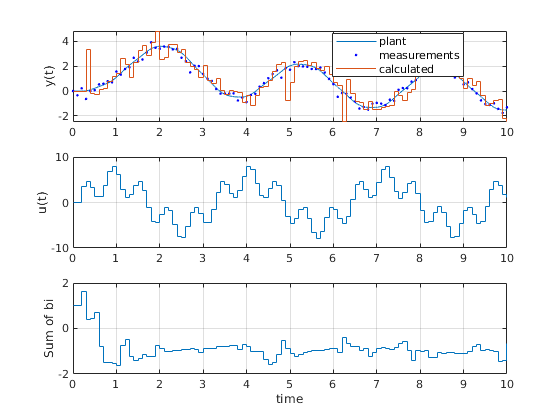 y(t)
4
2
0
-2
plant
measurements
calculated
0 1 2 3 4 5 6 7 8 9 10
u(t)
10
0
-10
0 1 2 3 4 5 6 7 8 9 10
Sum of bi
2
0
-2
0 1 2 3 4 5 6 7 8 9 10
time